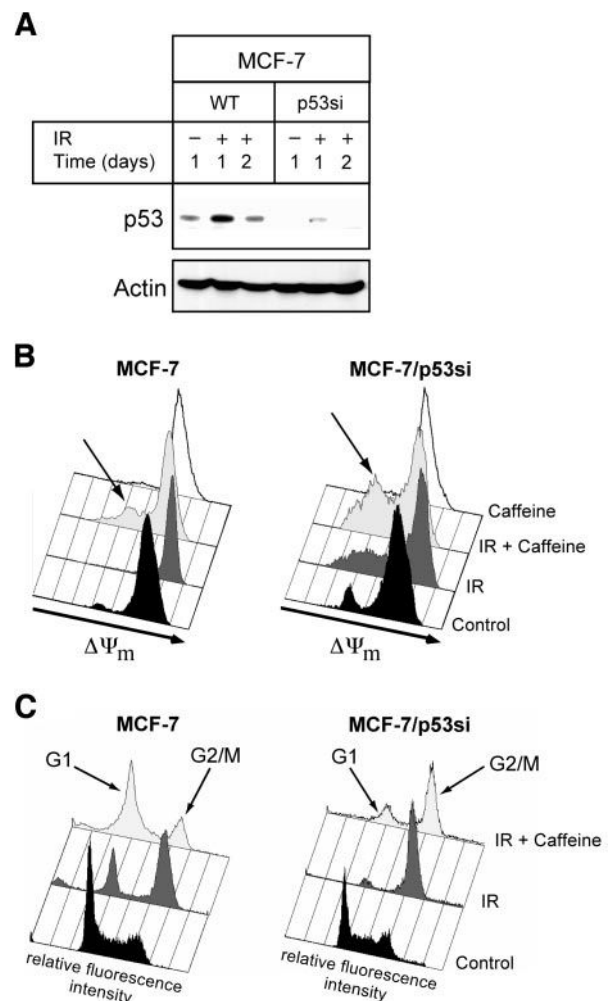 A
MCF-7
WT p53si
IR − + + − + +
Time (days) 1 1 2 1 1 2
p53
Actin
B
MCF-7 MCF-7/p53si
Caffeine
IR + Caffeine
IR
Control
ΔΨm ΔΨm
C
MCF-7 MCF-7/p53si
G1 G2/M G1 G2/M
IR + Caffeine
IR
Control
relative fluorescence relative fluorescence
intensity intensity